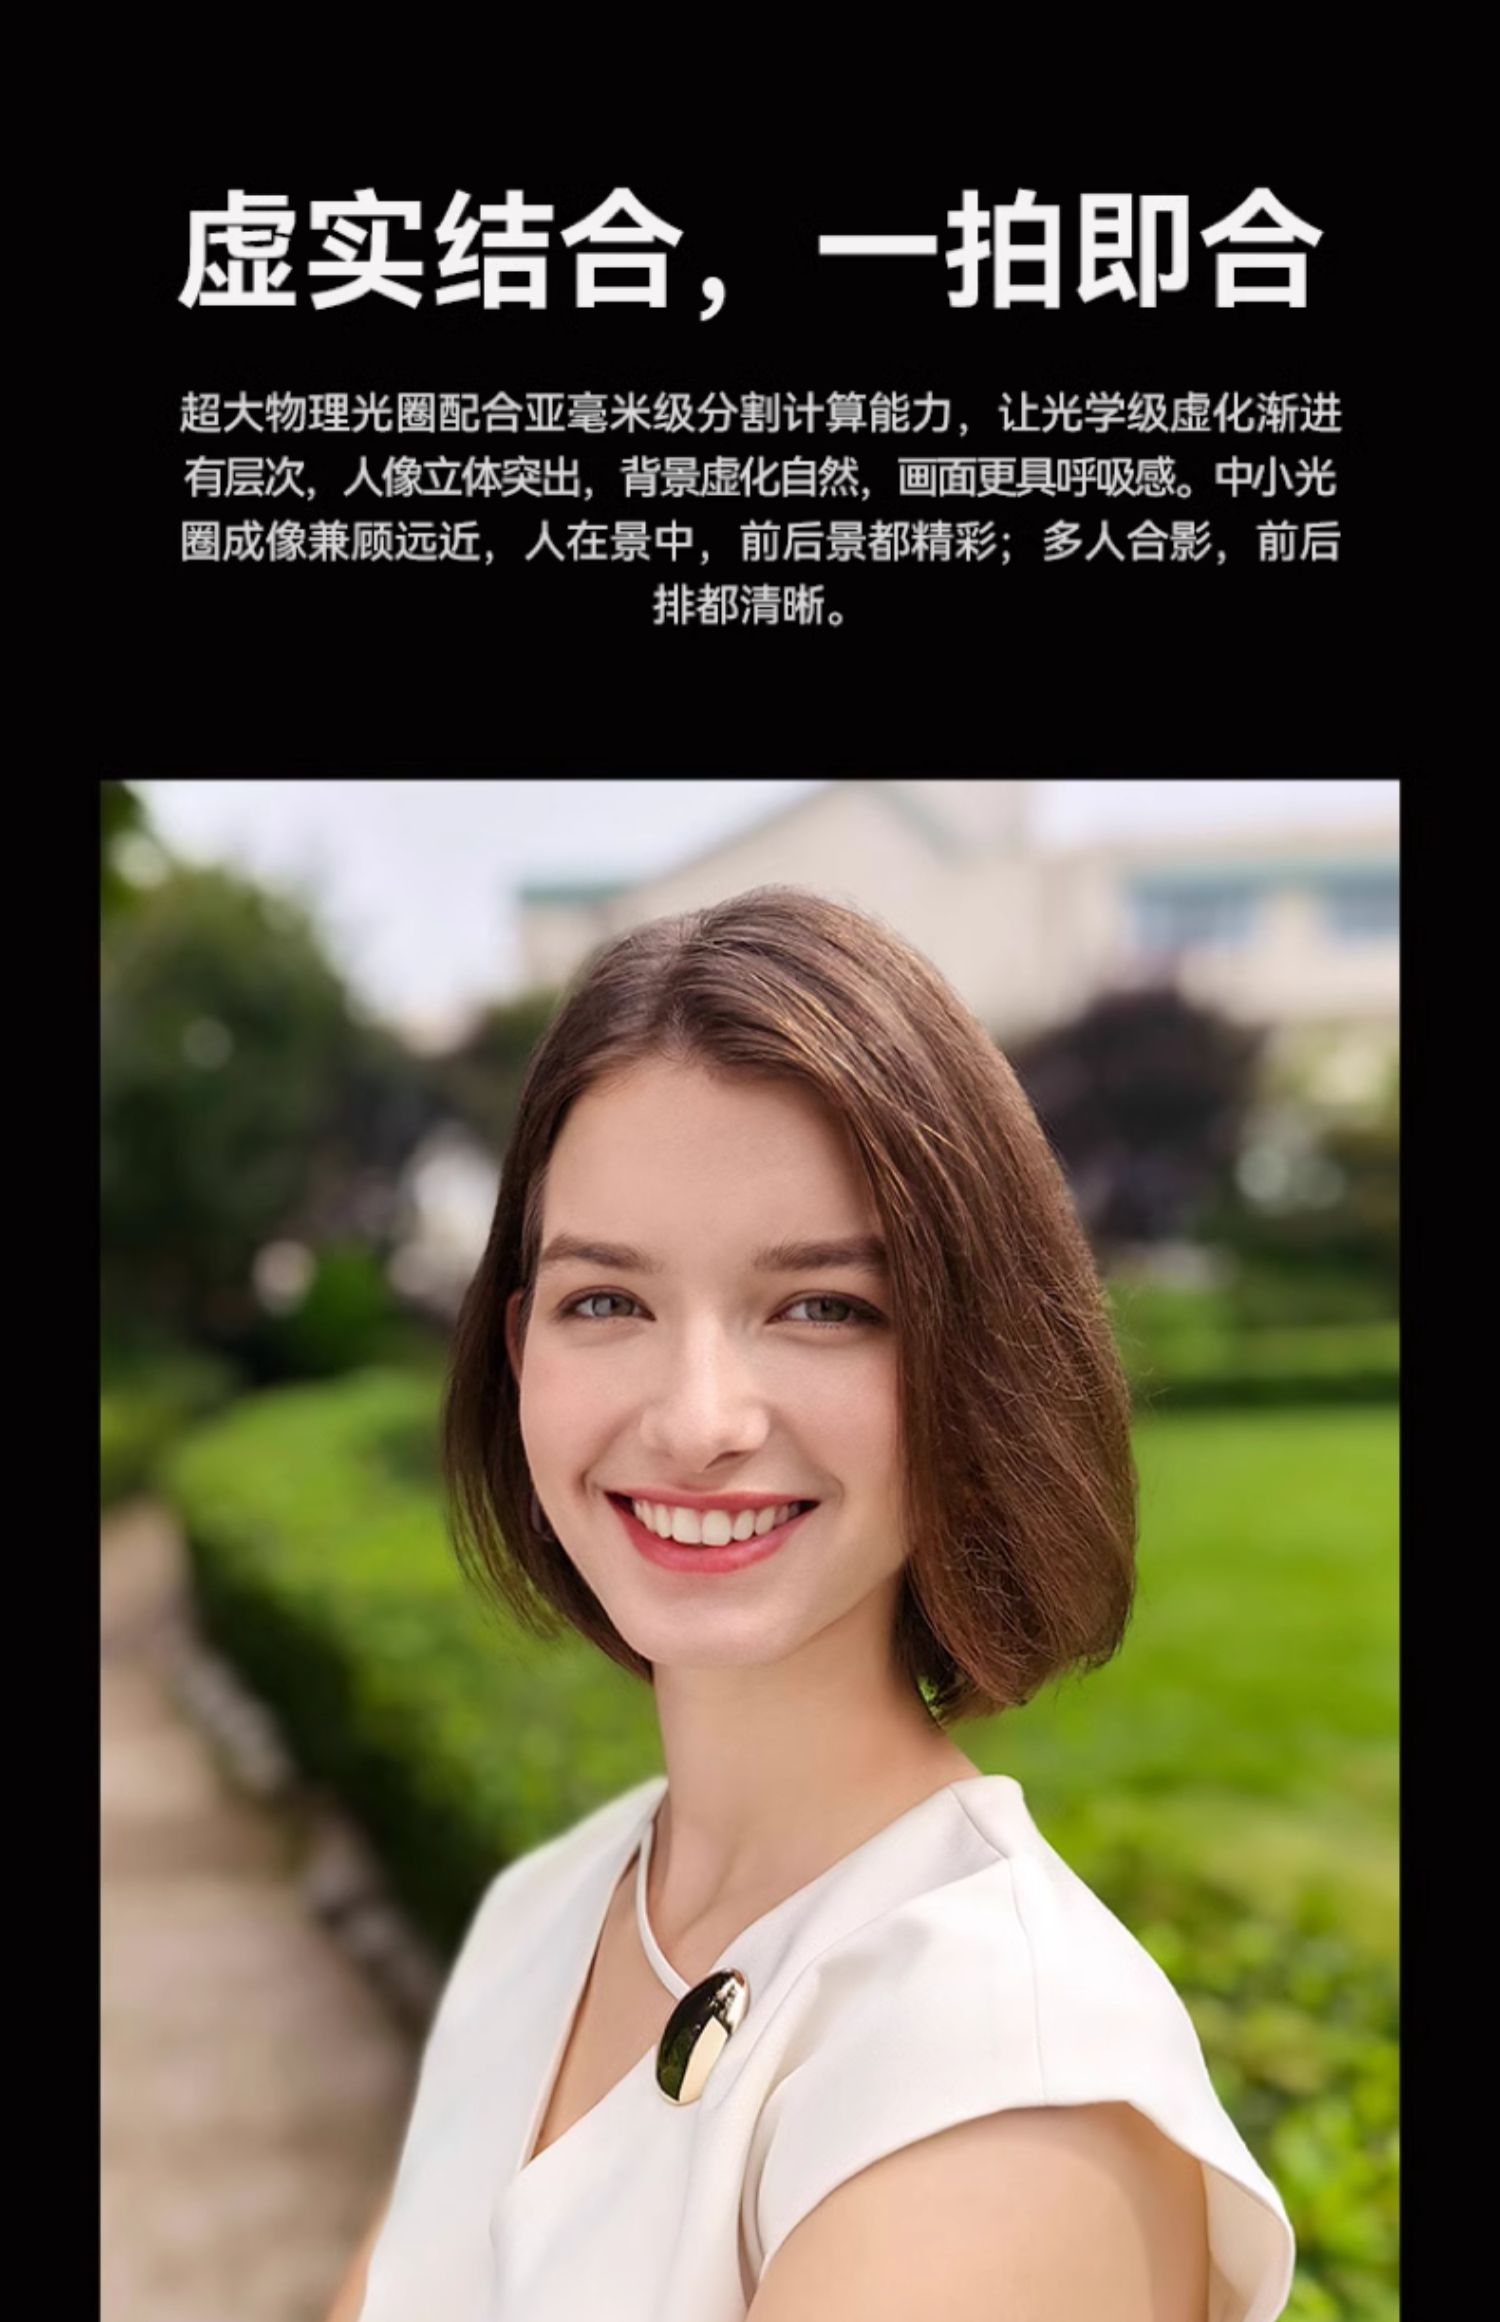 虚实结合，一拍即合
超大物理光圈配合亚毫米级分割计算能力，让光学级虚化渐进
有层次，人像立体突出，背景虚化自然，画面更具呼吸感。中小光
圈成像兼顾远近，人在景中，前后景都精彩；多人合影，前后
排都清晰。